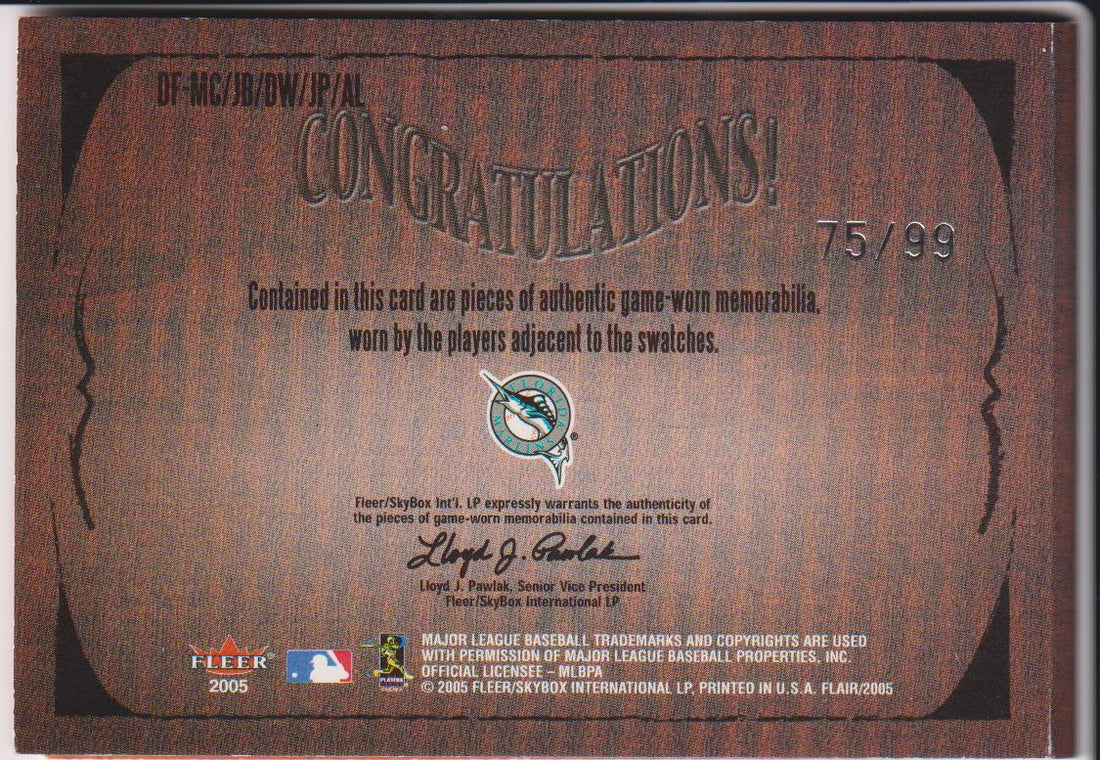 DF-MC/JB/DW/JP/AL
CONGRATULATIONS!
75/99
Contained in this card are pieces of authentic game-worn memorabilia,
worn by the players adjacent to the swatches.
FLORIDA
MARLINS
®
Fleer/SkyBox Int'l. LP expressly warrants the authenticity of
the pieces of game-worn memorabilia contained in this card.
Lloyd J. Pawlak
Lloyd J. Pawlak, Senior Vice President
Fleer/SkyBox International LP
FLEER
2005
PLAYERS
MAJOR LEAGUE BASEBALL TRADEMARKS AND COPYRIGHTS ARE USED
WITH PERMISSION OF MAJOR LEAGUE BASEBALL PROPERTIES, INC.
OFFICIAL LICENSEE – MLBPA
© 2005 FLEER/SKYBOX INTERNATIONAL LP, PRINTED IN U.S.A. FLAIR/2005